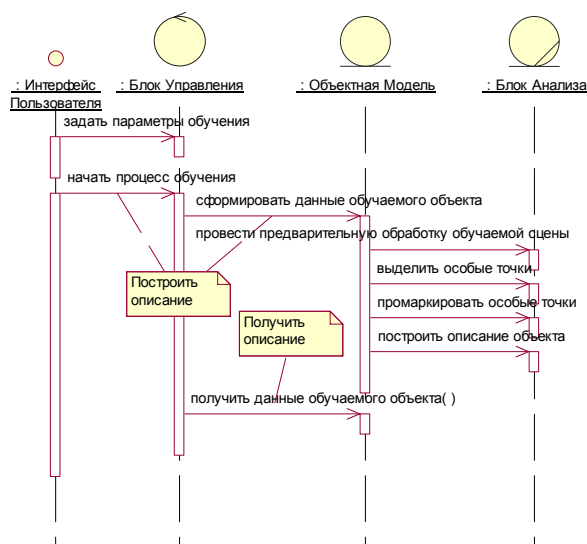 : Интерфейс
Пользователя
: Блок Управления
: Объектная Модель
: Блок Анализа
задать параметры обучения
начать процесс обучения
сформировать данные обучаемого объекта
провести предварительную обработку обучаемой сцены
выделить особые точки
Построить
описание
промаркировать особые точки
Получить
описание
построить описание объекта
получить данные обучаемого объекта( )